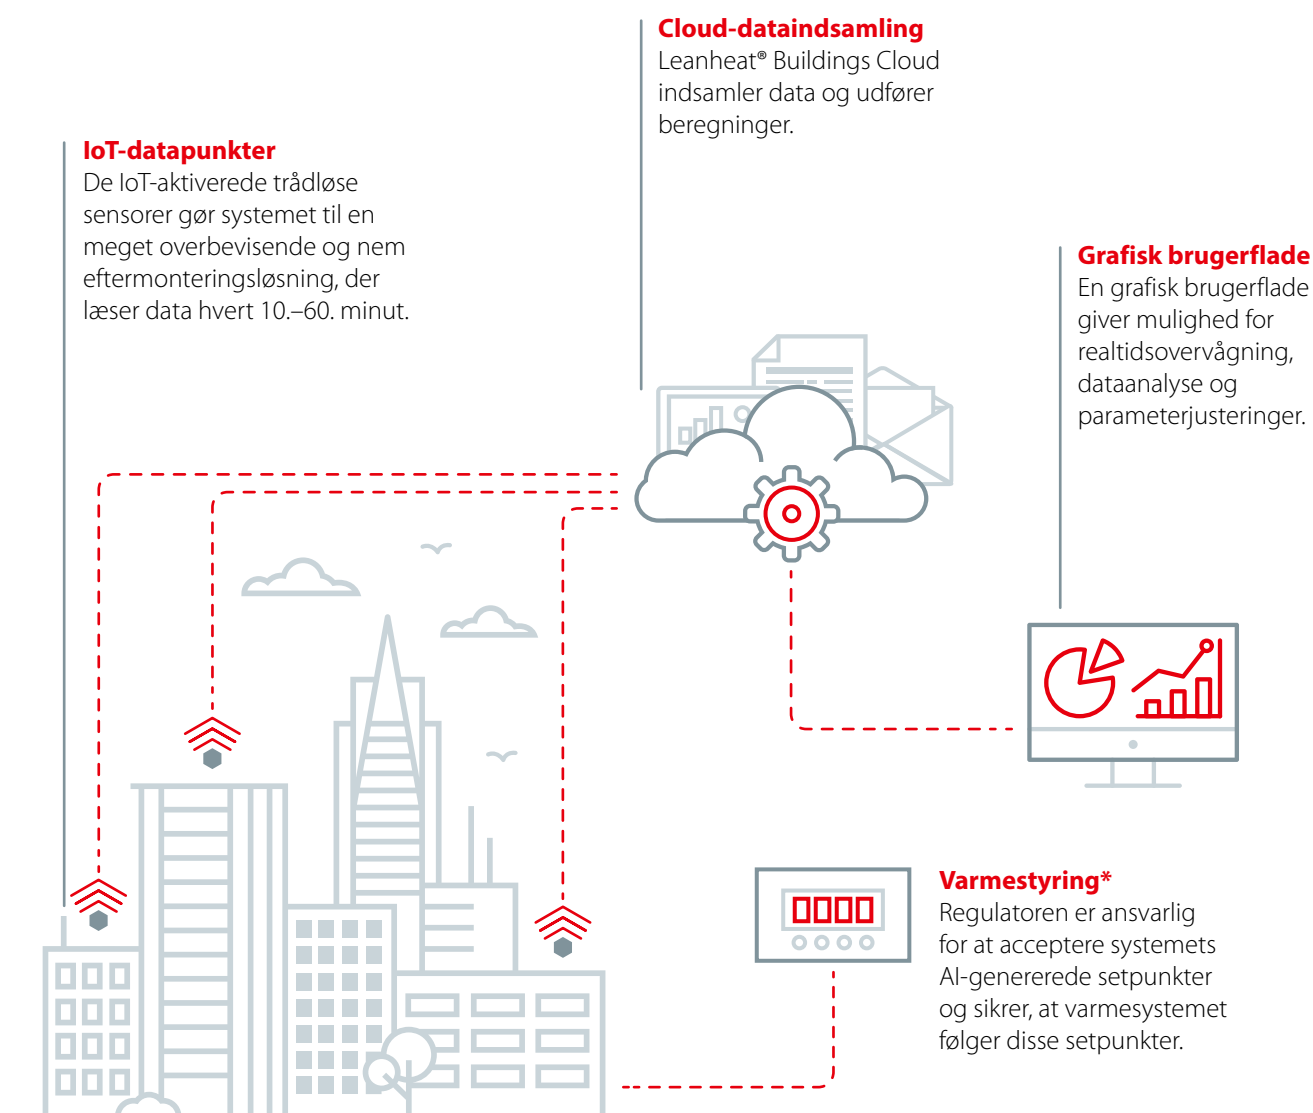 Cloud-dataindsamling
Leanheat® Buildings Cloud
indsamler data og udfører
beregninger.
IoT-datapunkter
De IoT-aktiverede trådløse
sensorer gør systemet til en
meget overbevisende og nem
eftermonteringsløsning, der
læser data hvert 10.–60. minut.
Grafisk brugerflade
En grafisk brugerflade
giver mulighed for
realtidsovervågning,
dataanalyse og
parameterjusteringer.
Varmestyring*
Regulatoren er ansvarlig
for at acceptere systemets
AI-genererede setpunkter
og sikrer, at varmesystemet
følger disse setpunkter.